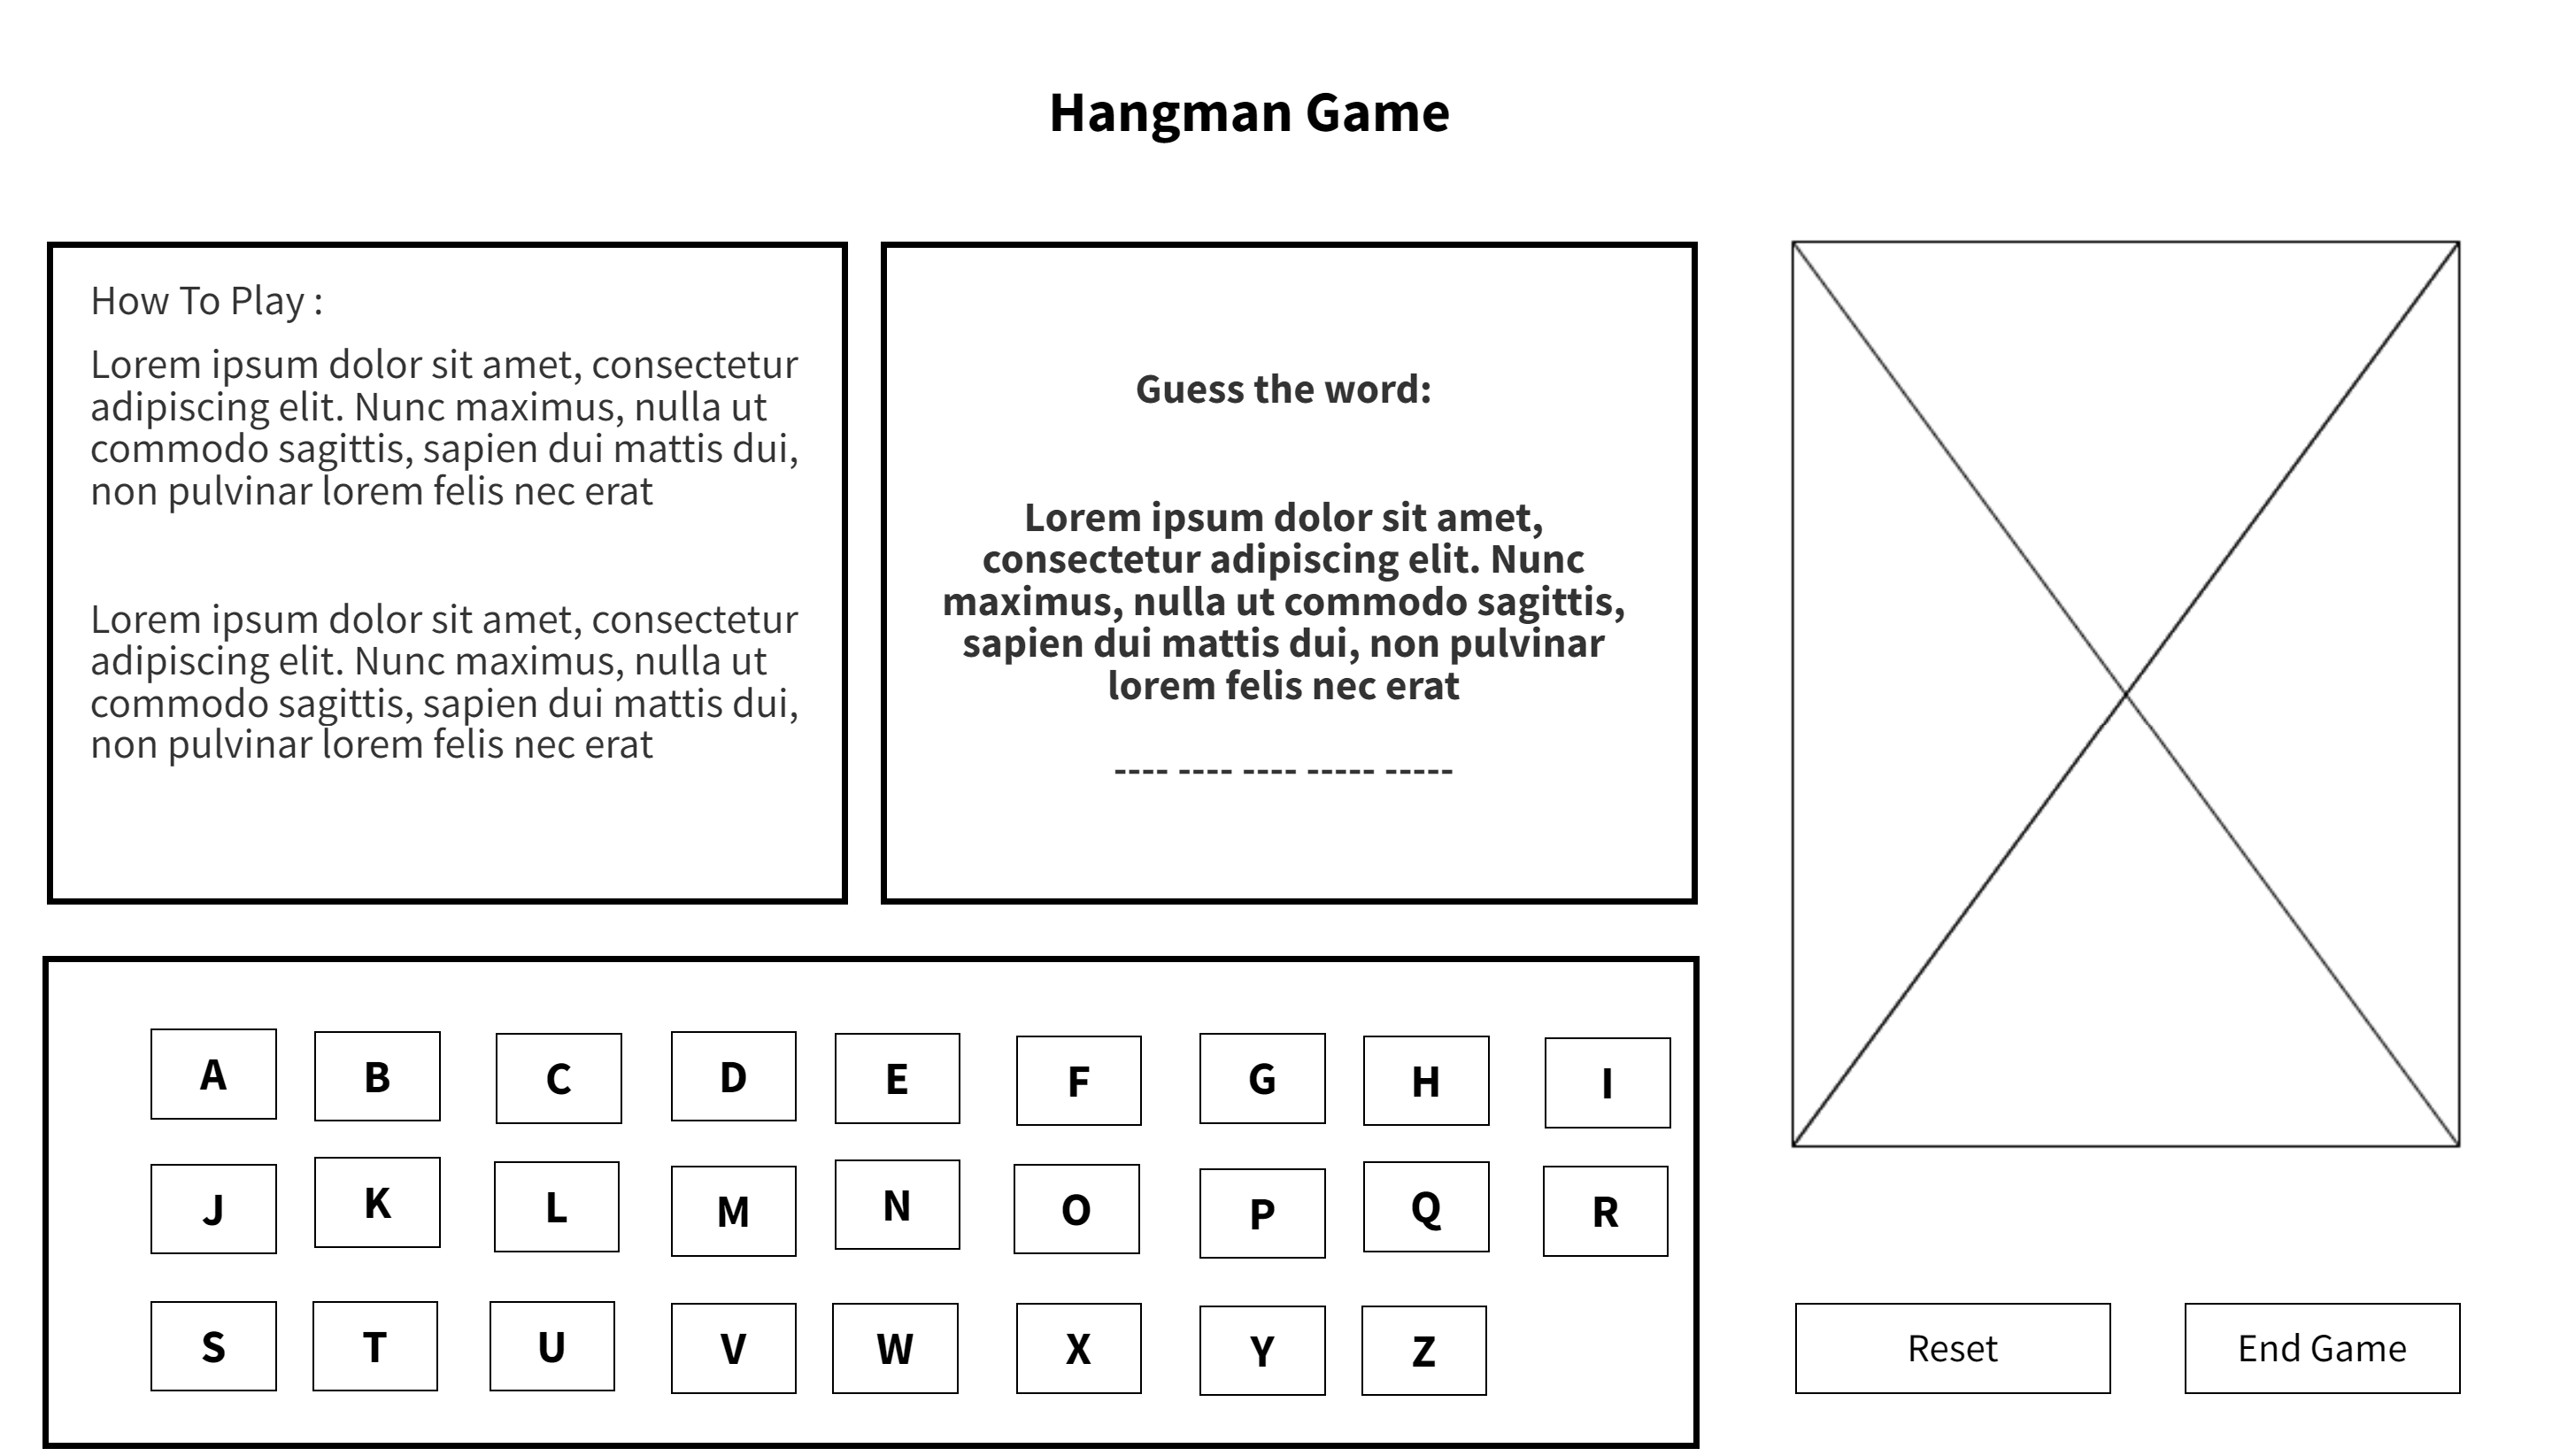 Hangman Game
How To Play :
Lorem ipsum dolor sit amet, consectetur
adipiscing elit. Nunc maximus, nulla ut
commodo sagittis, sapien dui mattis dui,
non pulvinar lorem felis nec erat
Lorem ipsum dolor sit amet, consectetur
adipiscing elit. Nunc maximus, nulla ut
commodo sagittis, sapien dui mattis dui,
non pulvinar lorem felis nec erat
Guess the word:
Lorem ipsum dolor sit amet,
consectetur adipiscing elit. Nunc
maximus, nulla ut commodo sagittis,
sapien dui mattis dui, non pulvinar
lorem felis nec erat
---- ---- ---- ----- -----
A B C D E F G H I
J K L M N O P Q R
S T U V W X Y Z
Reset
End Game